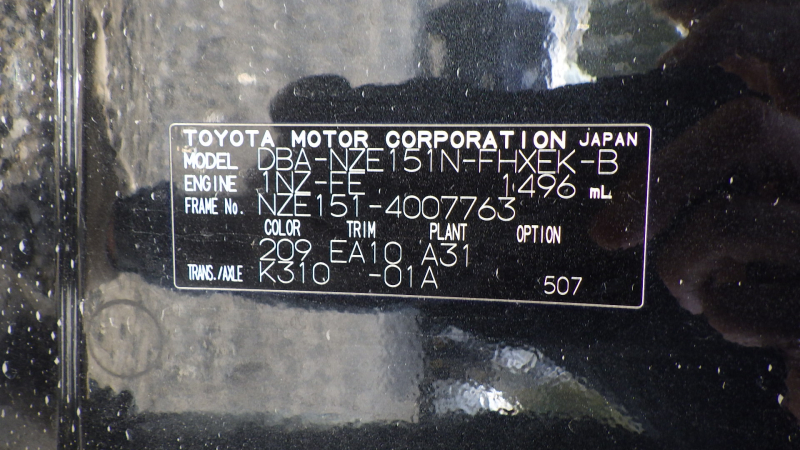 TOYOTA MOTOR CORPORATION JAPAN
MODEL DBA-NZE151N-FHXEK-B
ENGINE 1NZ-FE 1496 mL
FRAME No. NZE151-4007763
COLOR TRIM PLANT OPTION
209 EA10 A31
TRANS./AXLE K310 -01A 507